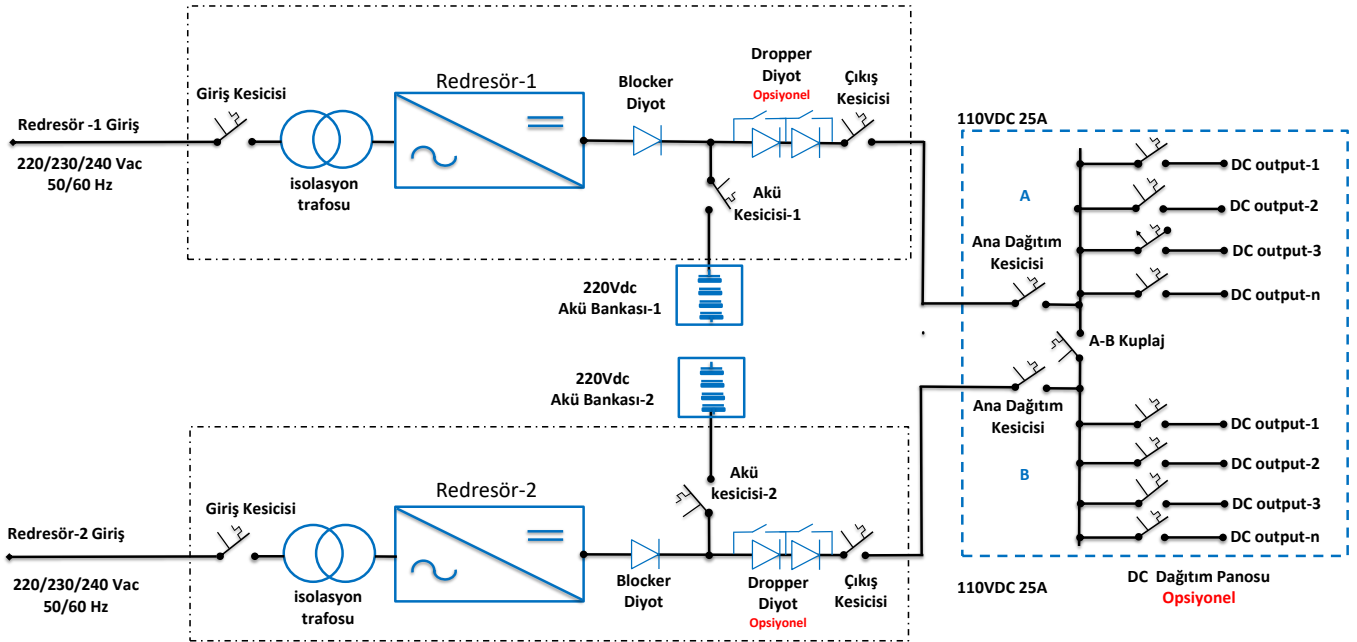 Redresör-1
Giriş Kesicisi
Blocker
Diyot
Dropper
Diyot
Opsiyonel
Çıkış
Kesicisi
Redresör -1 Giriş
220/230/240 Vac
50/60 Hz
isolasyon
trafosu
Akü
Kesicisi-1
220Vdc
Akü Bankası-1
110VDC 25A
A
DC output-1
DC output-2
DC output-3
DC output-n
Ana Dağıtım
Kesicisi
A-B Kuplaj
220Vdc
Akü Bankası-2
Ana Dağıtım
Kesicisi
B
DC output-1
DC output-2
DC output-3
DC output-n
Akü
kesicisi-2
Redresör-2
Giriş Kesicisi
Redresör-2 Giriş
220/230/240 Vac
50/60 Hz
isolasyon
trafosu
Blocker
Diyot
Dropper
Diyot
Opsiyonel
Çıkış
Kesicisi
110VDC 25A
DC Dağıtım Panosu
Opsiyonel